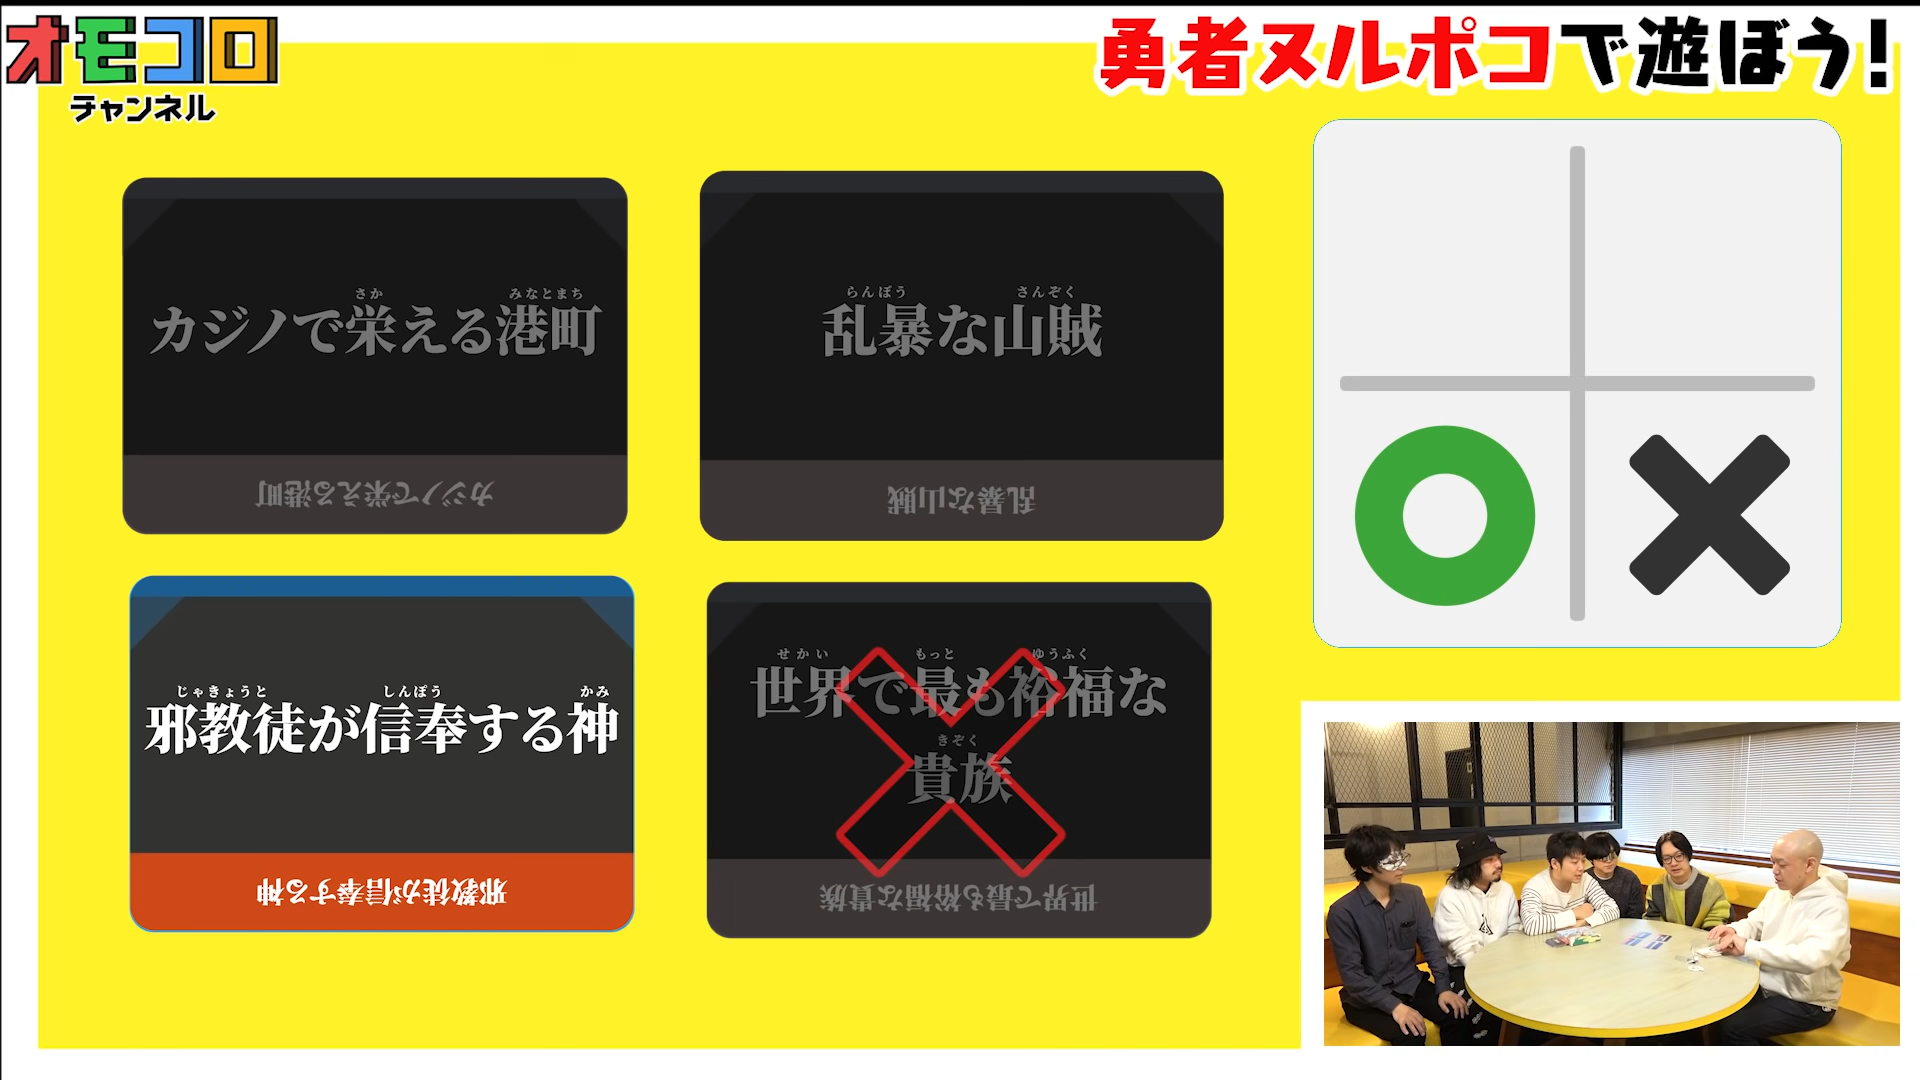 オモコロ
チャンネル
勇者ヌルポコで遊ぼう!
さか みなとまち
カジノで栄える港町
カジノで栄える港町
らんぼう さんぞく
乱暴な山賊
乱暴な山賊
じゃきょうと しんぽう かみ
邪教徒が信奉する神
邪教徒が信奉する神
せかい もっと ゆうふく
世界で最も裕福な
きぞく
貴族
世界で最も裕福な貴族